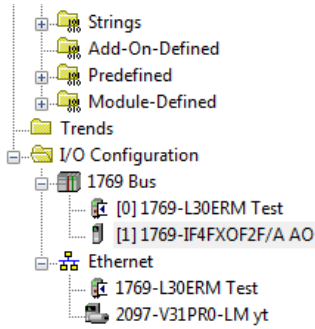 Strings
Add-On-Defined
Predefined
Module-Defined
Trends
I/O Configuration
1769 Bus
[0] 1769-L30ERM Test
[1] 1769-IF4FXOF2F/A AO
Ethernet
1769-L30ERM Test
2097-V31PR0-LM yt